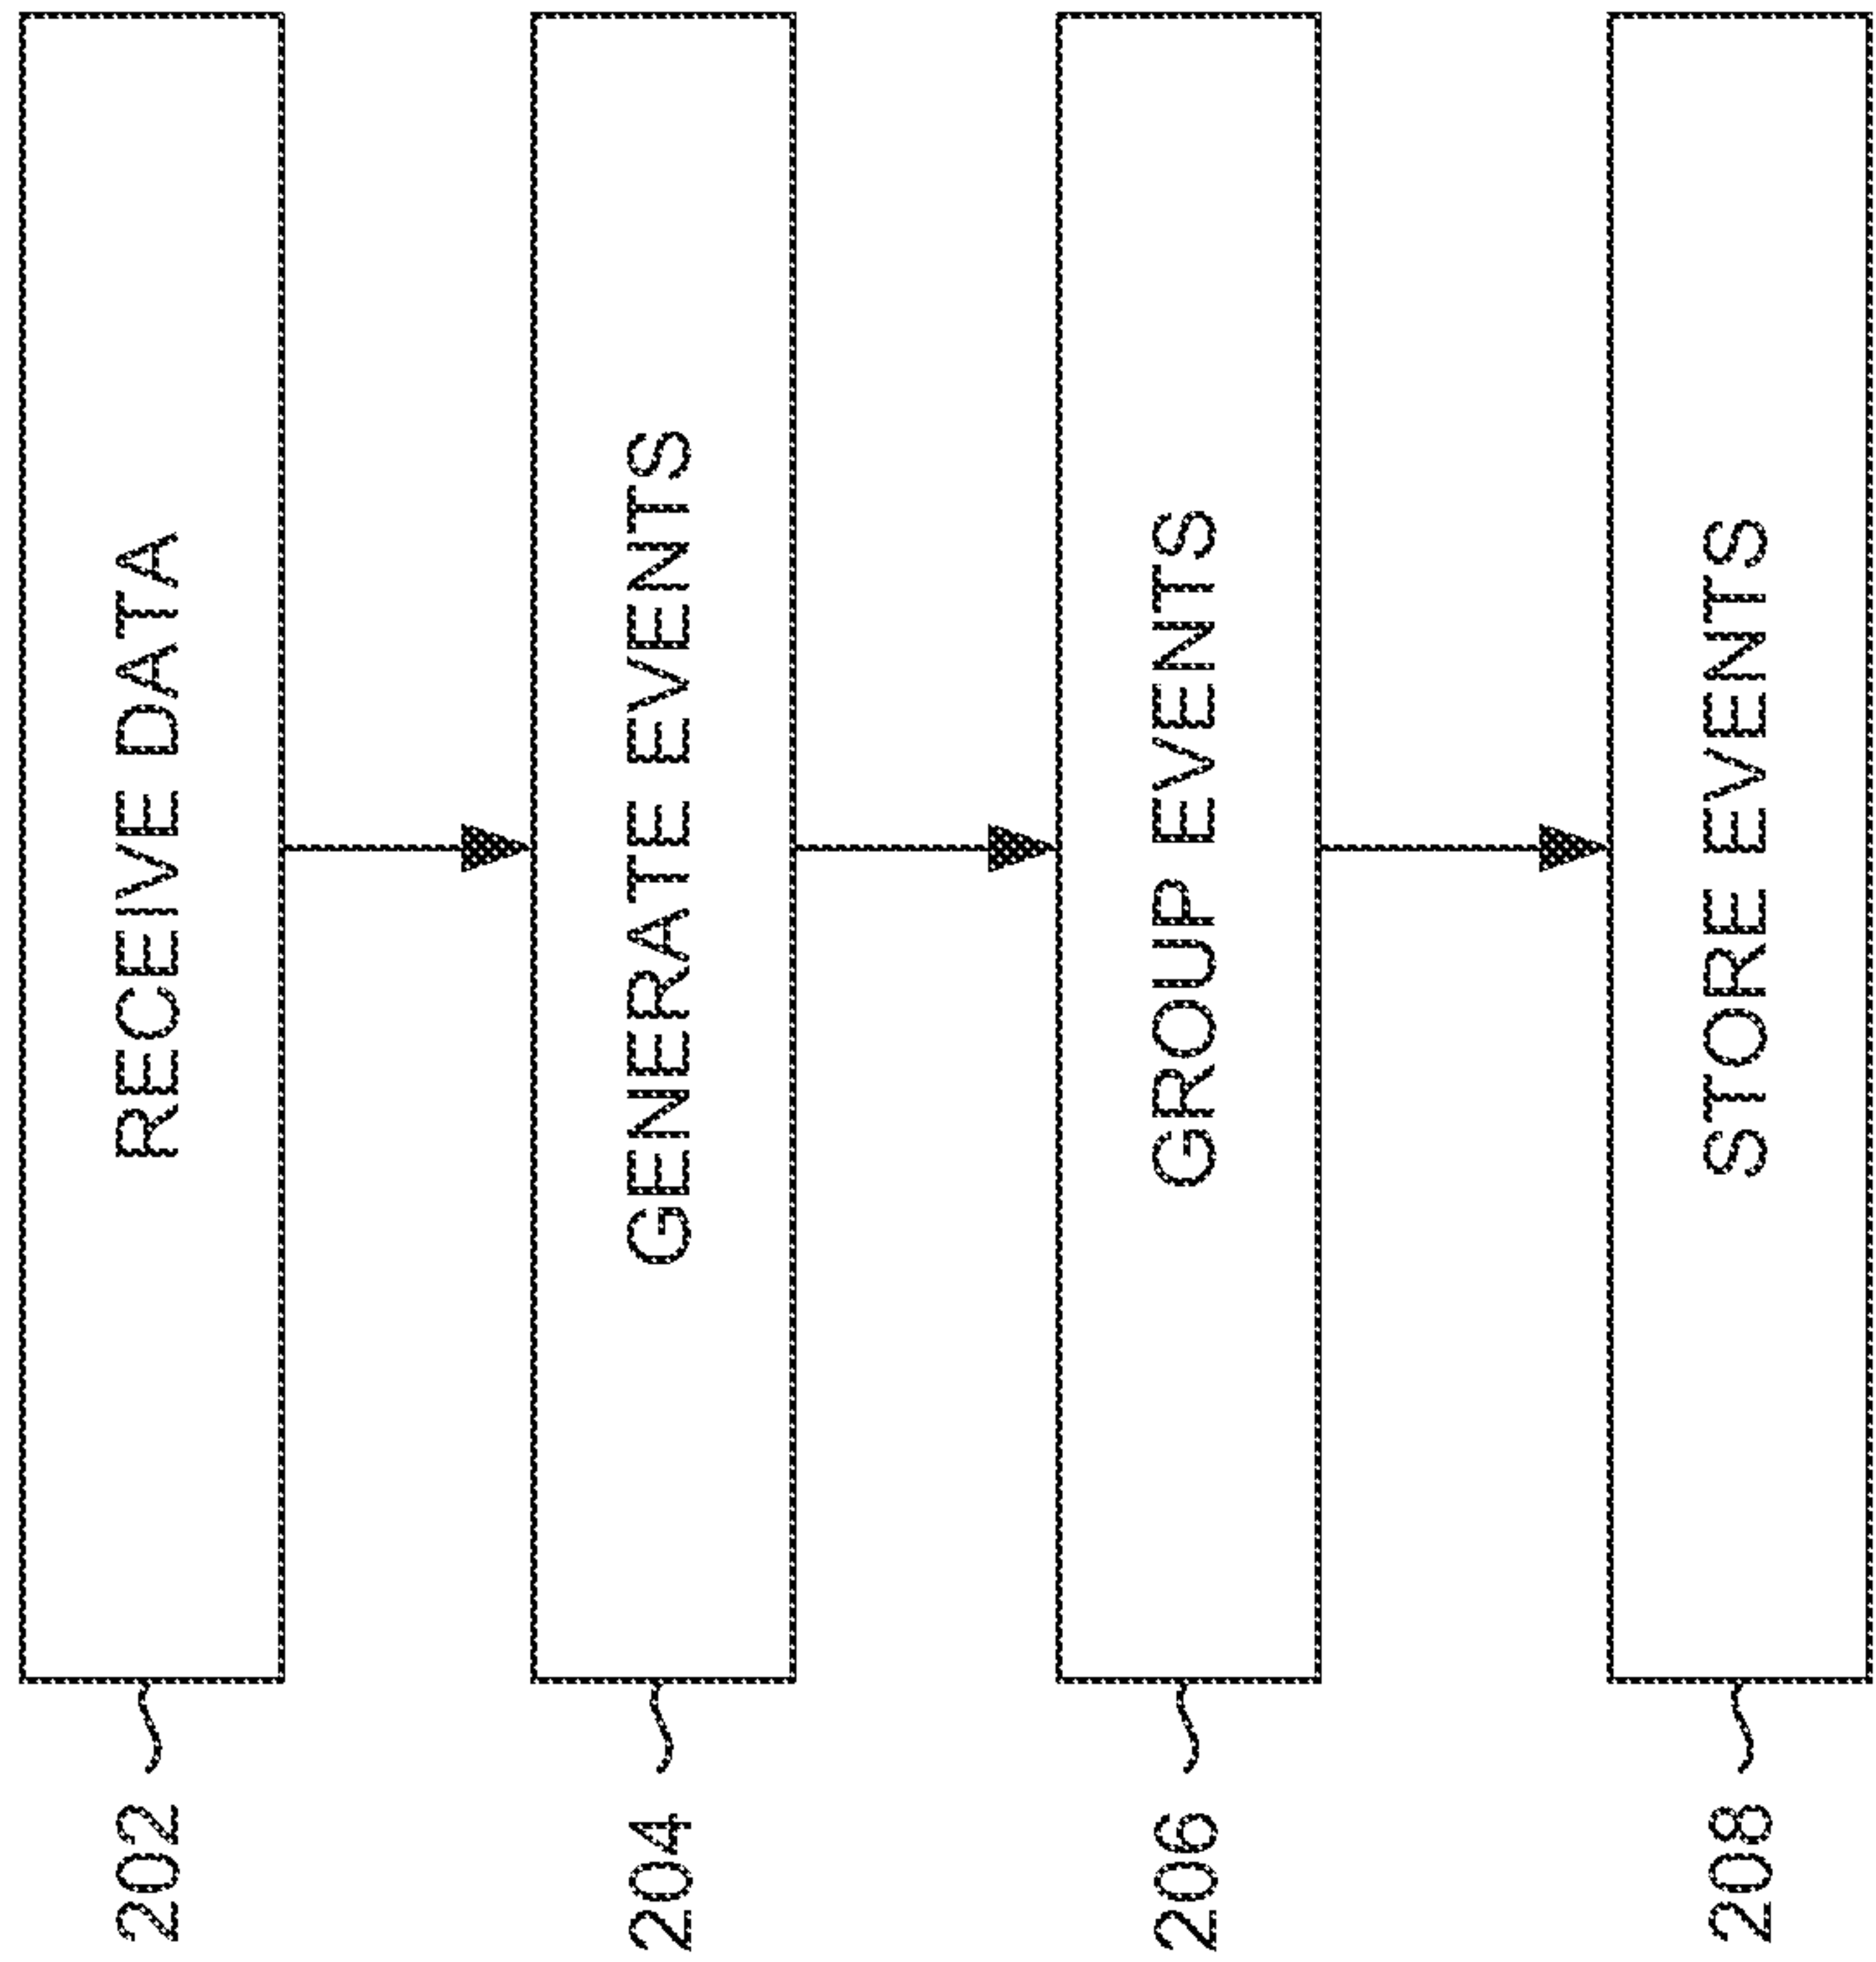 202 RECEIVE DATA
204 GENERATE EVENTS
206 GROUP EVENTS
208 STORE EVENTS